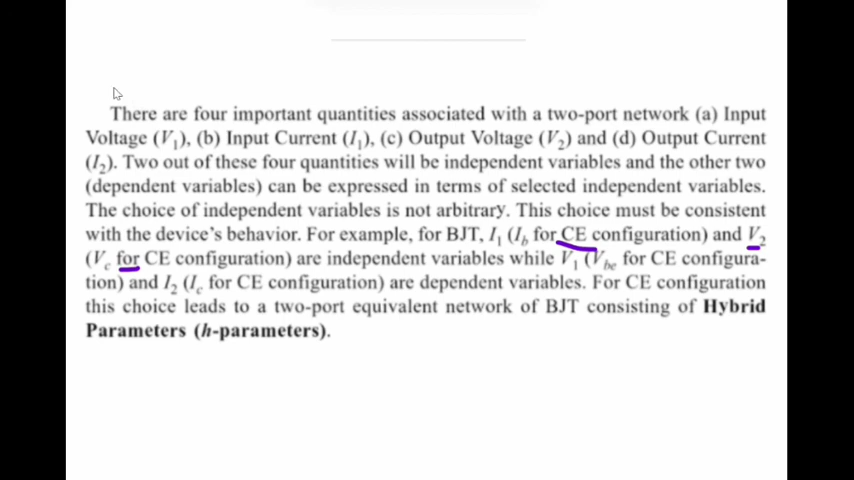 There are four important quantities associated with a two-port network (a) Input
Voltage (V₁), (b) Input Current (I₁), (c) Output Voltage (V₂) and (d) Output Current
(I₂). Two out of these four quantities will be independent variables and the other two
(dependent variables) can be expressed in terms of selected independent variables.
The choice of independent variables is not arbitrary. This choice must be consistent
with the device's behavior. For example, for BJT, I₁ (I_b for CE configuration) and V₂
(V_c for CE configuration) are independent variables while V₁ (V_be for CE configura-
tion) and I₂ (I_c for CE configuration) are dependent variables. For CE configuration
this choice leads to a two-port equivalent network of BJT consisting of Hybrid
Parameters (h-parameters).